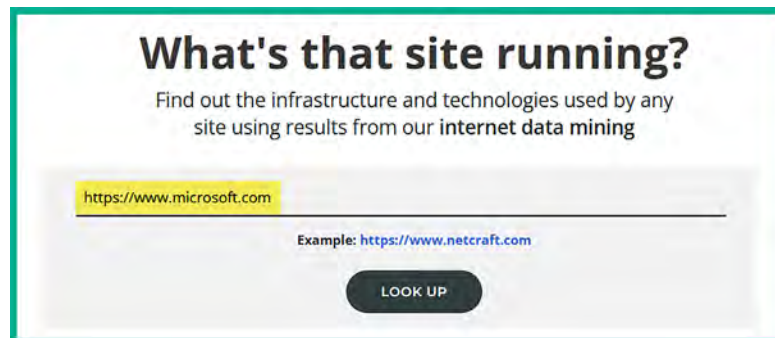 What's that site running?
Find out the infrastructure and technologies used by any
site using results from our internet data mining
https://www.microsoft.com
Example: https://www.netcraft.com
LOOK UP